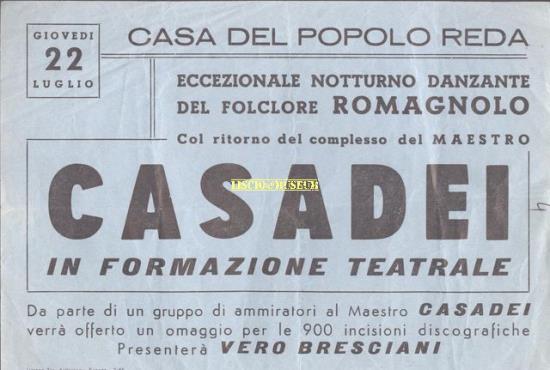 GIOVEDI
22
LUGLIO
CASA DEL POPOLO REDA
ECCEZIONALE NOTTURNO DANZANTE
DEL FOLCLORE ROMAGNOLO
Col ritorno del complesso del MAESTRO
CASADEI
LISCIO@MUSEUM
IN FORMAZIONE TEATRALE
Da parte di un gruppo di ammiratori al Maestro CASADEI
verrà offerto un omaggio per le 900 incisioni discografiche
Presenterà VERO BRESCIANI